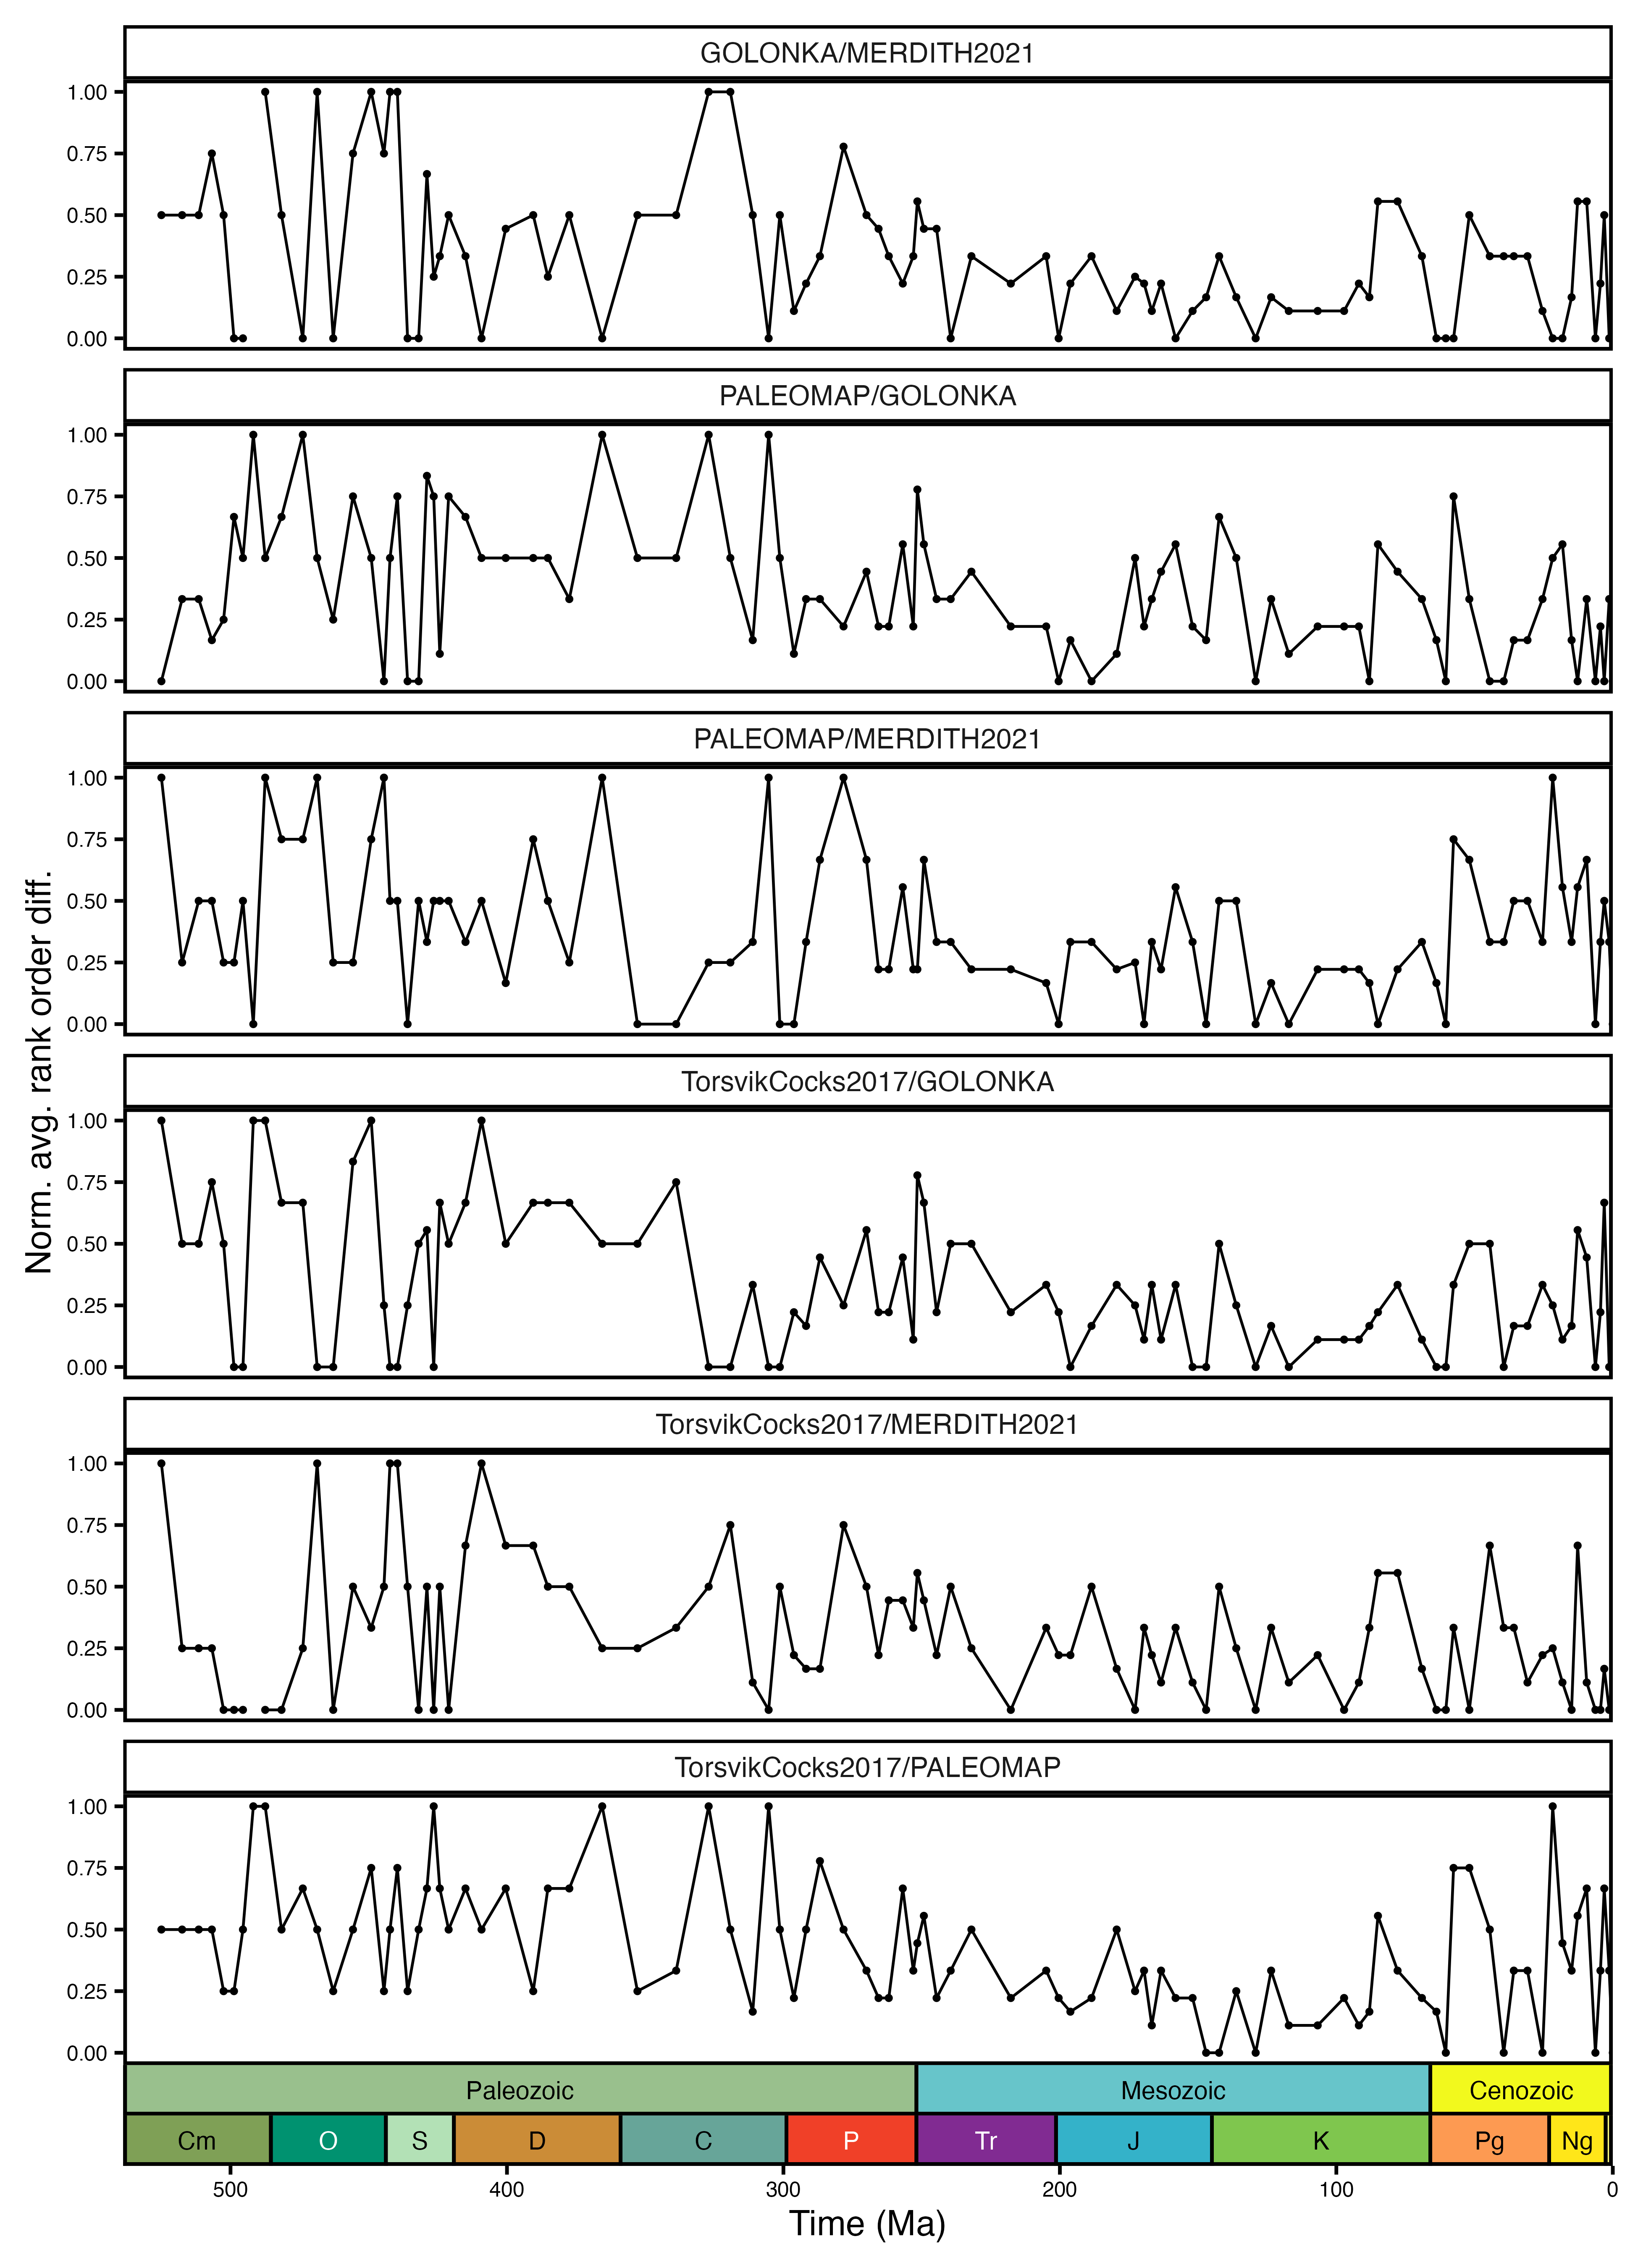 GOLONKA/MERDITH2021
1.00
0.75
0.50
0.25
0.00
PALEOMAP/GOLONKA
1.00
0.75
0.50
0.25
0.00
PALEOMAP/MERDITH2021
1.00
0.75
0.50
0.25
0.00
Norm. avg. rank order diff.
TorsvikCocks2017/GOLONKA
1.00
0.75
0.50
0.25
0.00
TorsvikCocks2017/MERDITH2021
1.00
0.75
0.50
0.25
0.00
TorsvikCocks2017/PALEOMAP
1.00
0.75
0.50
0.25
0.00
Paleozoic Mesozoic Cenozoic
Cm O S D C P Tr J K Pg Ng
500 400 300 200 100 0
Time (Ma)